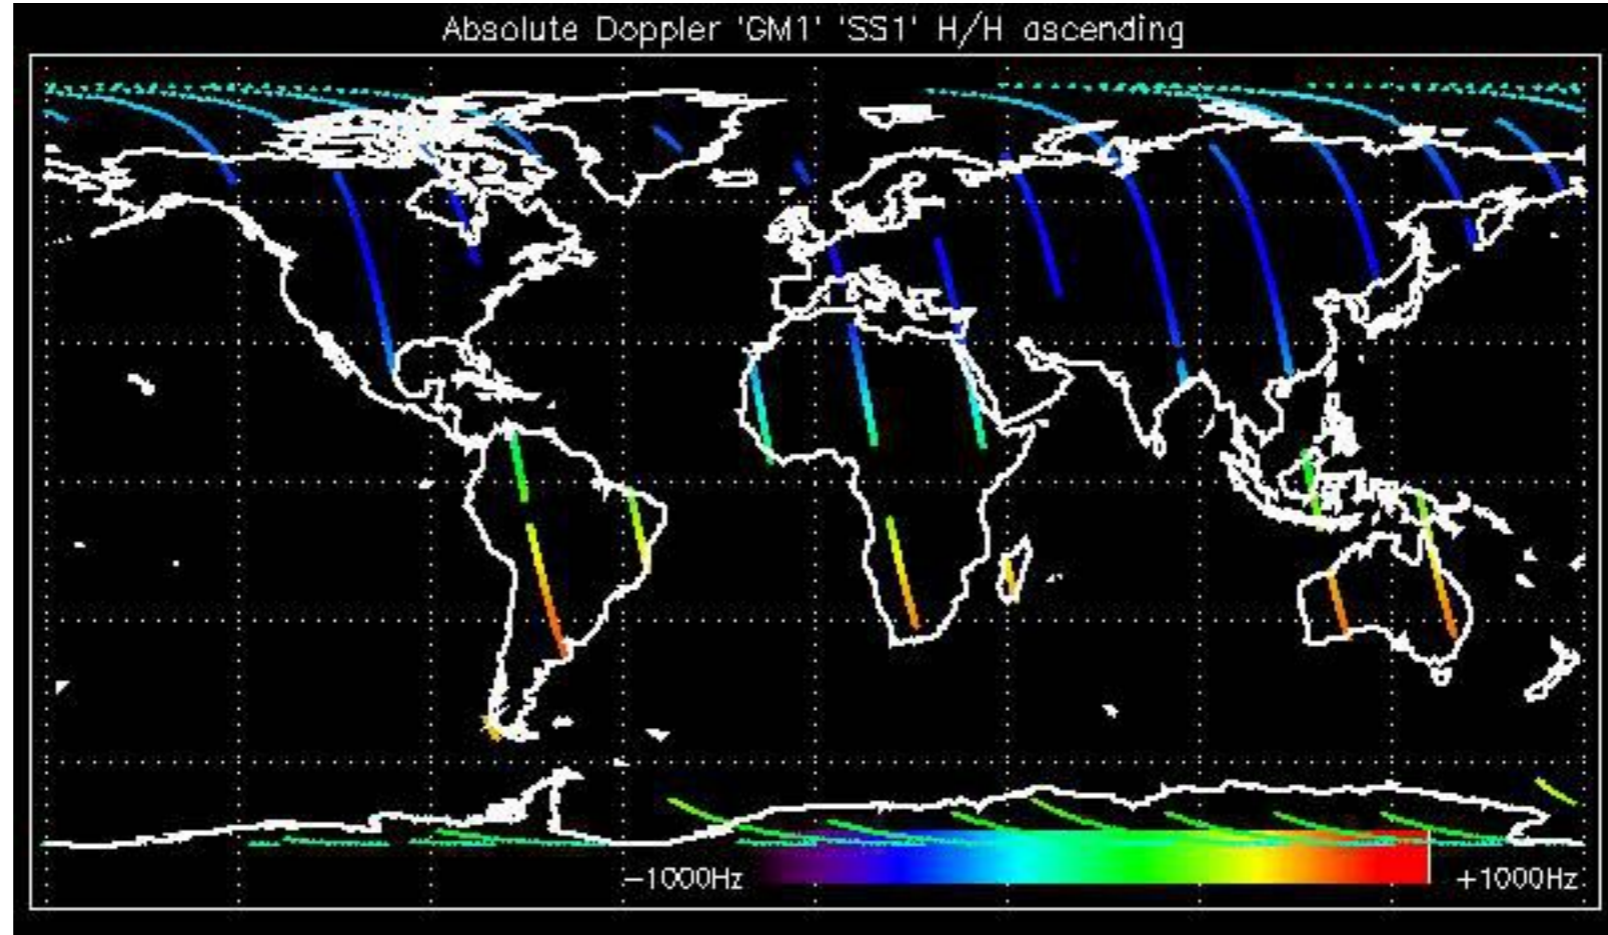 Absolute Doppler 'GM1' 'SS1' H/H ascending
−1000Hz +1000Hz